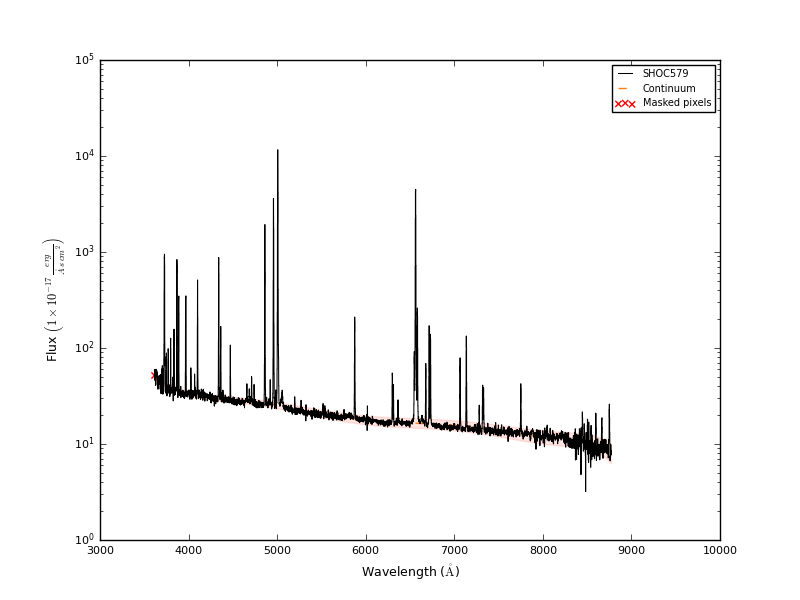 10^5
10^4
10^3
10^2
10^1
10^0
Flux (1 × 10^{-17} \frac{erg}{Å s cm^2})
3000 4000 5000 6000 7000 8000 9000 10000
Wavelength (Å)
SHOC579
Continuum
Masked pixels